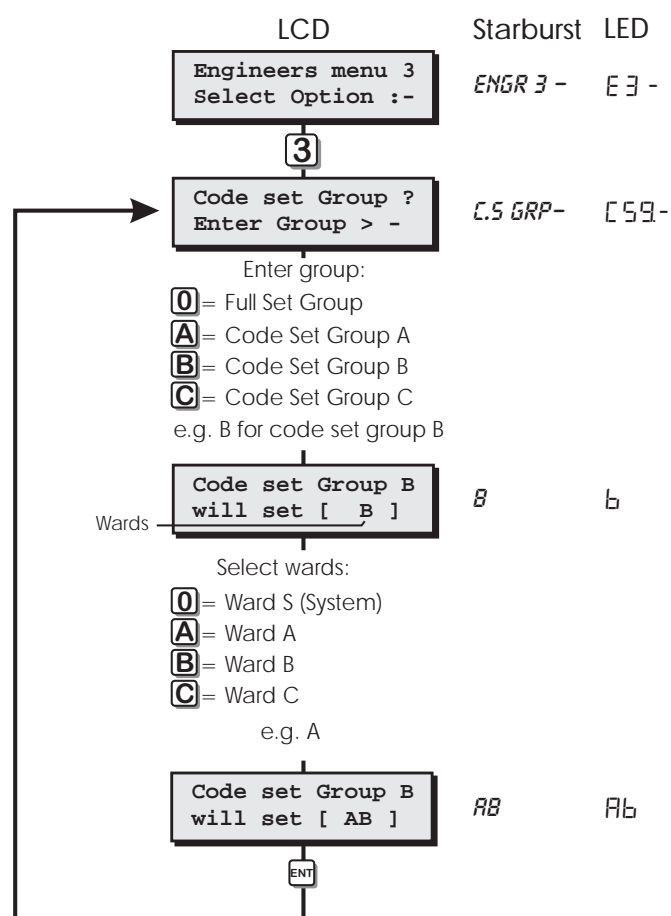 LCD Starburst LED
Engineers menu 3
Select Option :-
ENGR 3 - E 3 -
3
Code set Group ?
Enter Group > -
C.S GRP- CS9.-
Enter group:
0 = Full Set Group
A = Code Set Group A
B = Code Set Group B
C = Code Set Group C
e.g. B for code set group B
Code set Group B
will set [ B ]
B b
Wards
Select wards:
0 = Ward S (System)
A = Ward A
B = Ward B
C = Ward C
e.g. A
Code set Group B
will set [ AB ]
AB Ab
ENT